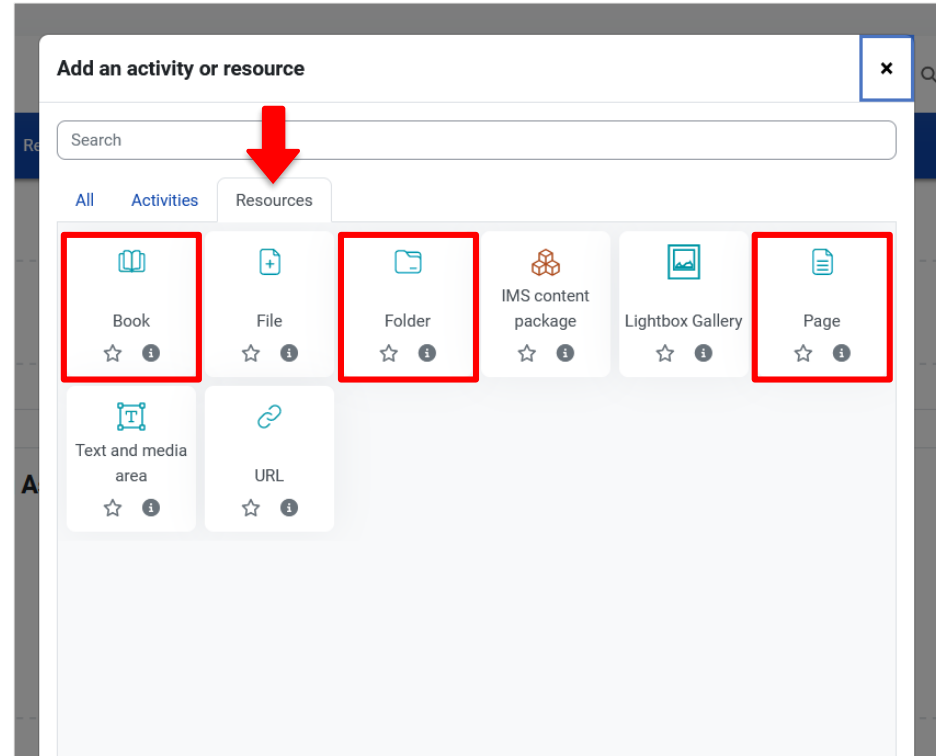 Add an activity or resource
Re
Search
All Activities Resources
Book File Folder IMS content package Lightbox Gallery Page
Text and media area URL
A